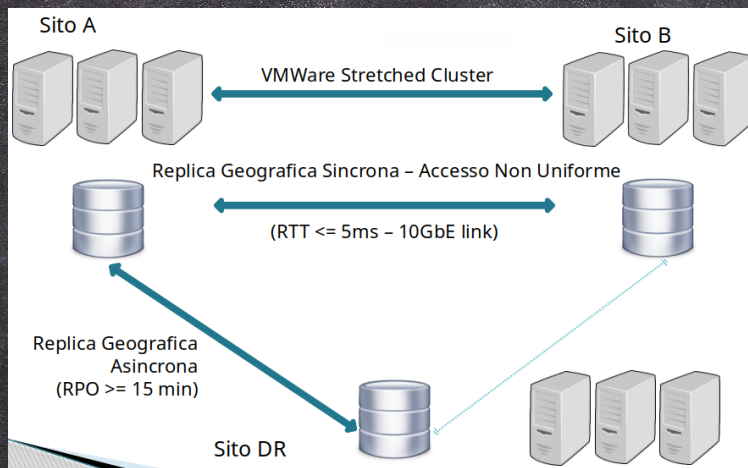 Sito A
Sito B
VMWare Stretched Cluster
Replica Geografica Sincrona – Accesso Non Uniforme
(RTT <= 5ms – 10GbE link)
Replica Geografica
Asincrona
(RPO >= 15 min)
Sito DR